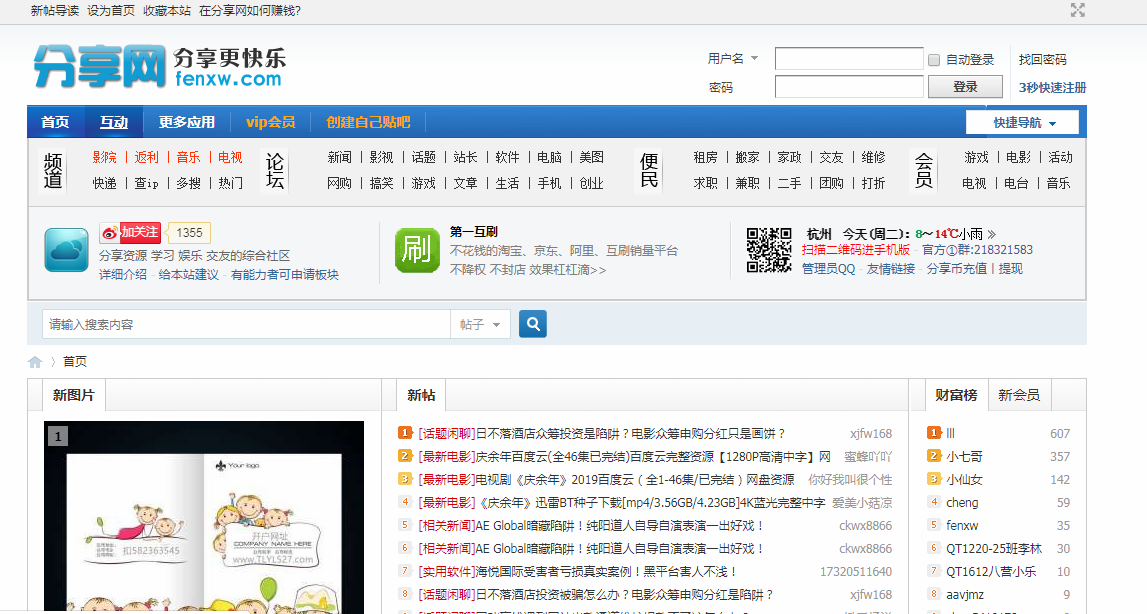 新帖导读 设为首页 收藏本站 在分享网如何赚钱?
分享网 分享更快乐 fenxw.com
用户名 自动登录 找回密码
密码 登录 3秒快速注册
首页 互动 更多应用 vip会员 创建自己贴吧 快捷导航
频道 影院 返利 音乐 电视 论坛 新闻 影视 话题 站长 软件 电脑 美图 便民 租房 搬家 家政 交友 维修 会员 游戏 电影 活动
快递 查ip 多搜 热门 网购 搞笑 游戏 文章 生活 手机 创业 求职 兼职 二手 团购 打折 电视 电台 音乐
加关注 1355
分享资源 学习 娱乐 交友的综合社区
详细介绍 - 给本站建议 - 有能力者可申请板块
刷
第一互刷
不花钱的淘宝、京东、阿里、互刷销量平台
不降权 不封店 效果杠杠滴>>
杭州 今天(周二): 8～14℃小雨
扫描二维码进手机版 - 官方①群:218321583
管理员QQ - 友情链接 - 分享币充值 | 提现
请输入搜索内容 帖子
首页
新图片
1
Your logo
扣582363545
开户网址
COMPANY NAME HERE
www.TLYLS27.com
新帖
1 [话题闲聊]日不落酒店众筹投资是陷阱？电影众筹申购分红只是画饼？ xjfw168
2 [最新电影]庆余年百度云(全46集已完结)百度云完整资源【1280P高清中字】网 蜜蜂吖吖
3 [最新电影]电视剧《庆余年》2019百度云（全1-46集/已完结）网盘资源 你好我叫很个性
4 [最新电影]《庆余年》迅雷BT种子下载[mp4/3.56GB/4.23GB]4K蓝光完整中字 爱美小菇凉
5 [相关新闻]AE Global暗藏陷阱！纯阳道人自导自演表演一出好戏！ ckwx8866
6 [相关新闻]AE Global暗藏陷阱！纯阳道人自导自演表演一出好戏！ ckwx8866
7 [实用软件]海悦国际受害者亏损真实案例！黑平台害人不浅！ 17320511640
8 [话题闲聊]日不落酒店投资被骗怎么办？电影众筹分红是陷阱？ xjfw168
财富榜 新会员
1 lll 607
2 小七哥 357
3 小仙女 142
4 cheng 59
5 fenxw 35
6 QT1220-25班李林 30
7 QT1612八营小乐 10
8 aavjmz 9